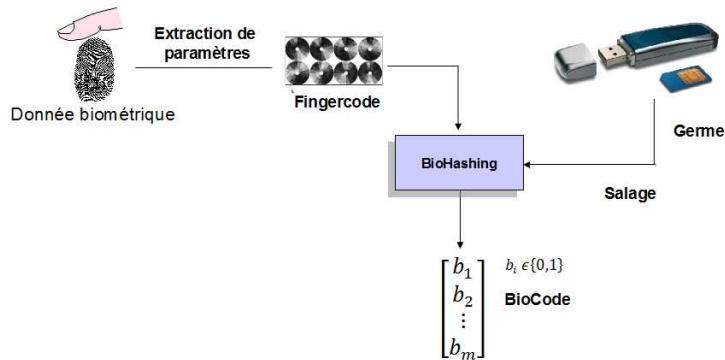 Extraction de
paramètres
Donnée biométrique
Fingercode
Germe
BioHashing
Salage
b₁
b₂
⋮
bₘ
bᵢ ϵ{0,1}
BioCode